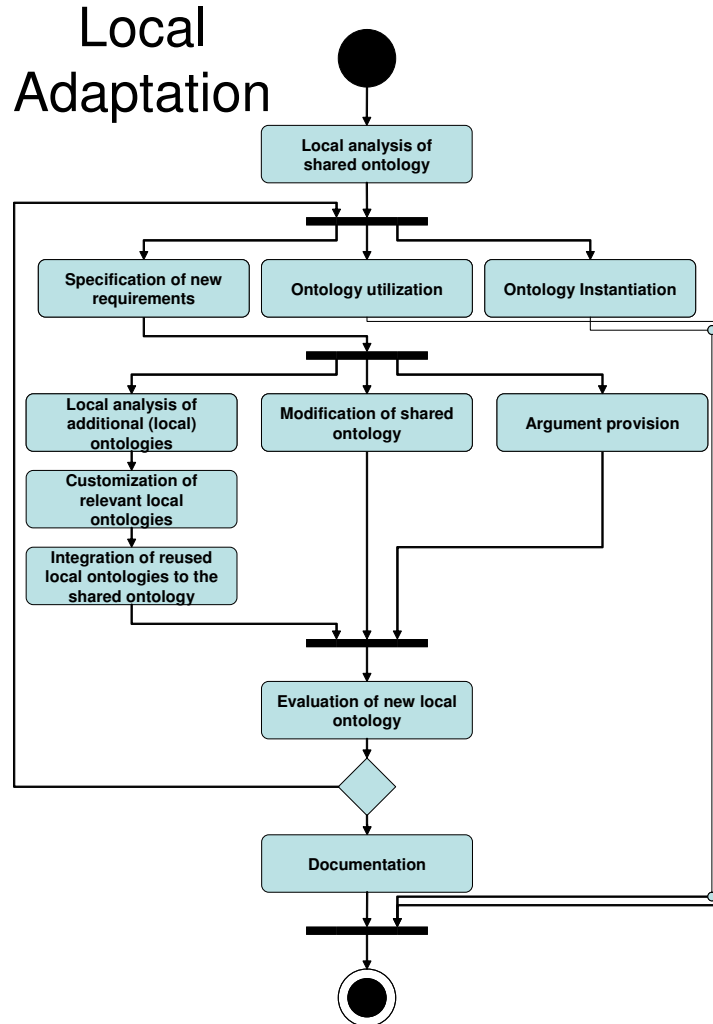 Local
Adaptation
Local analysis of
shared ontology
Specification of new
requirements
Ontology utilization
Ontology Instantiation
Local analysis of
additional (local)
ontologies
Modification of shared
ontology
Argument provision
Customization of
relevant local
ontologies
Integration of reused
local ontologies to the
shared ontology
Evaluation of new local
ontology
Documentation